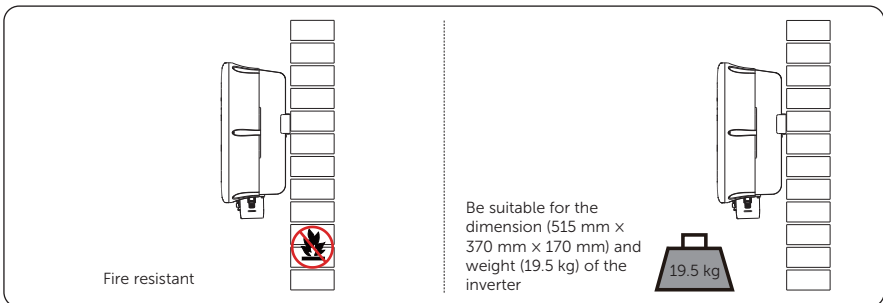 Fire resistant
Be suitable for the
dimension (515 mm ×
370 mm × 170 mm) and
weight (19.5 kg) of the
inverter
19.5 kg